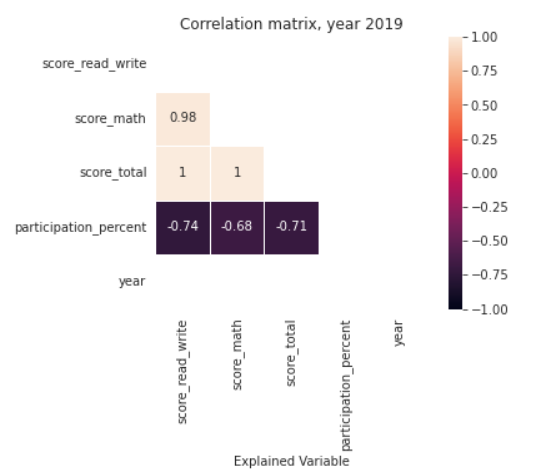 Correlation matrix, year 2019
score_read_write
score_math
score_total
participation_percent
year
0.98
1 1
-0.74 -0.68 -0.71
1.00
0.75
0.50
0.25
0.00
−0.25
−0.50
−0.75
−1.00
score_read_write
score_math
score_total
participation_percent
year
Explained Variable